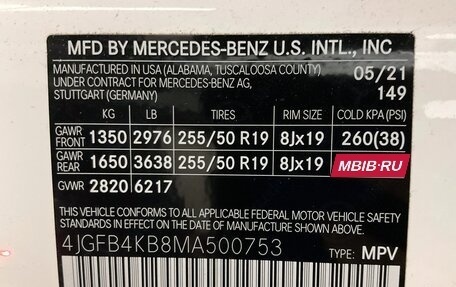 MFD BY MERCEDES-BENZ U.S. INTL., INC
MANUFACTURED IN USA (ALABAMA, TUSCALOOSA COUNTY) 05/21
UNDER CONTRACT FOR MERCEDES-BENZ AG, 149
STUTTGART (GERMANY)
KG LB TIRES RIM SIZE COLD KPA (PSI)
GAWR FRONT 1350 2976 255/50 R19 8Jx19 260(38)
GAWR REAR 1650 3638 255/50 R19 8Jx19
MBIB.RU
GVWR 2820 6217
THIS VEHICLE CONFORMS TO ALL APPLICABLE FEDERAL MOTOR VEHICLE SAFETY
STANDARDS IN EFFECT ON THE DATE OF MANUFACTURE SHOWN ABOVE.
4JGFB4KB8MA500753 TYPE: MPV